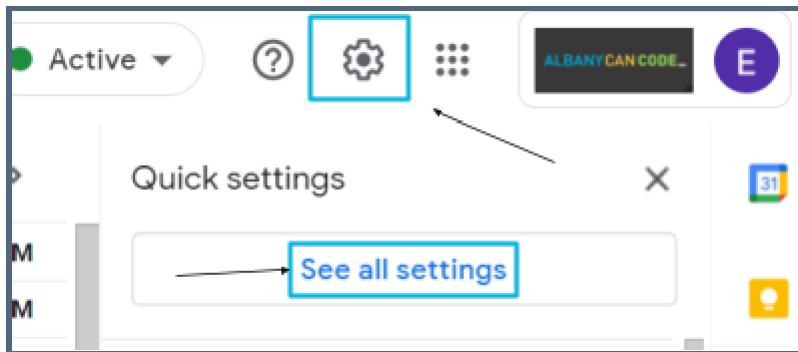 Active
ALBANY CAN CODE_
E
Quick settings
31
M
See all settings
M